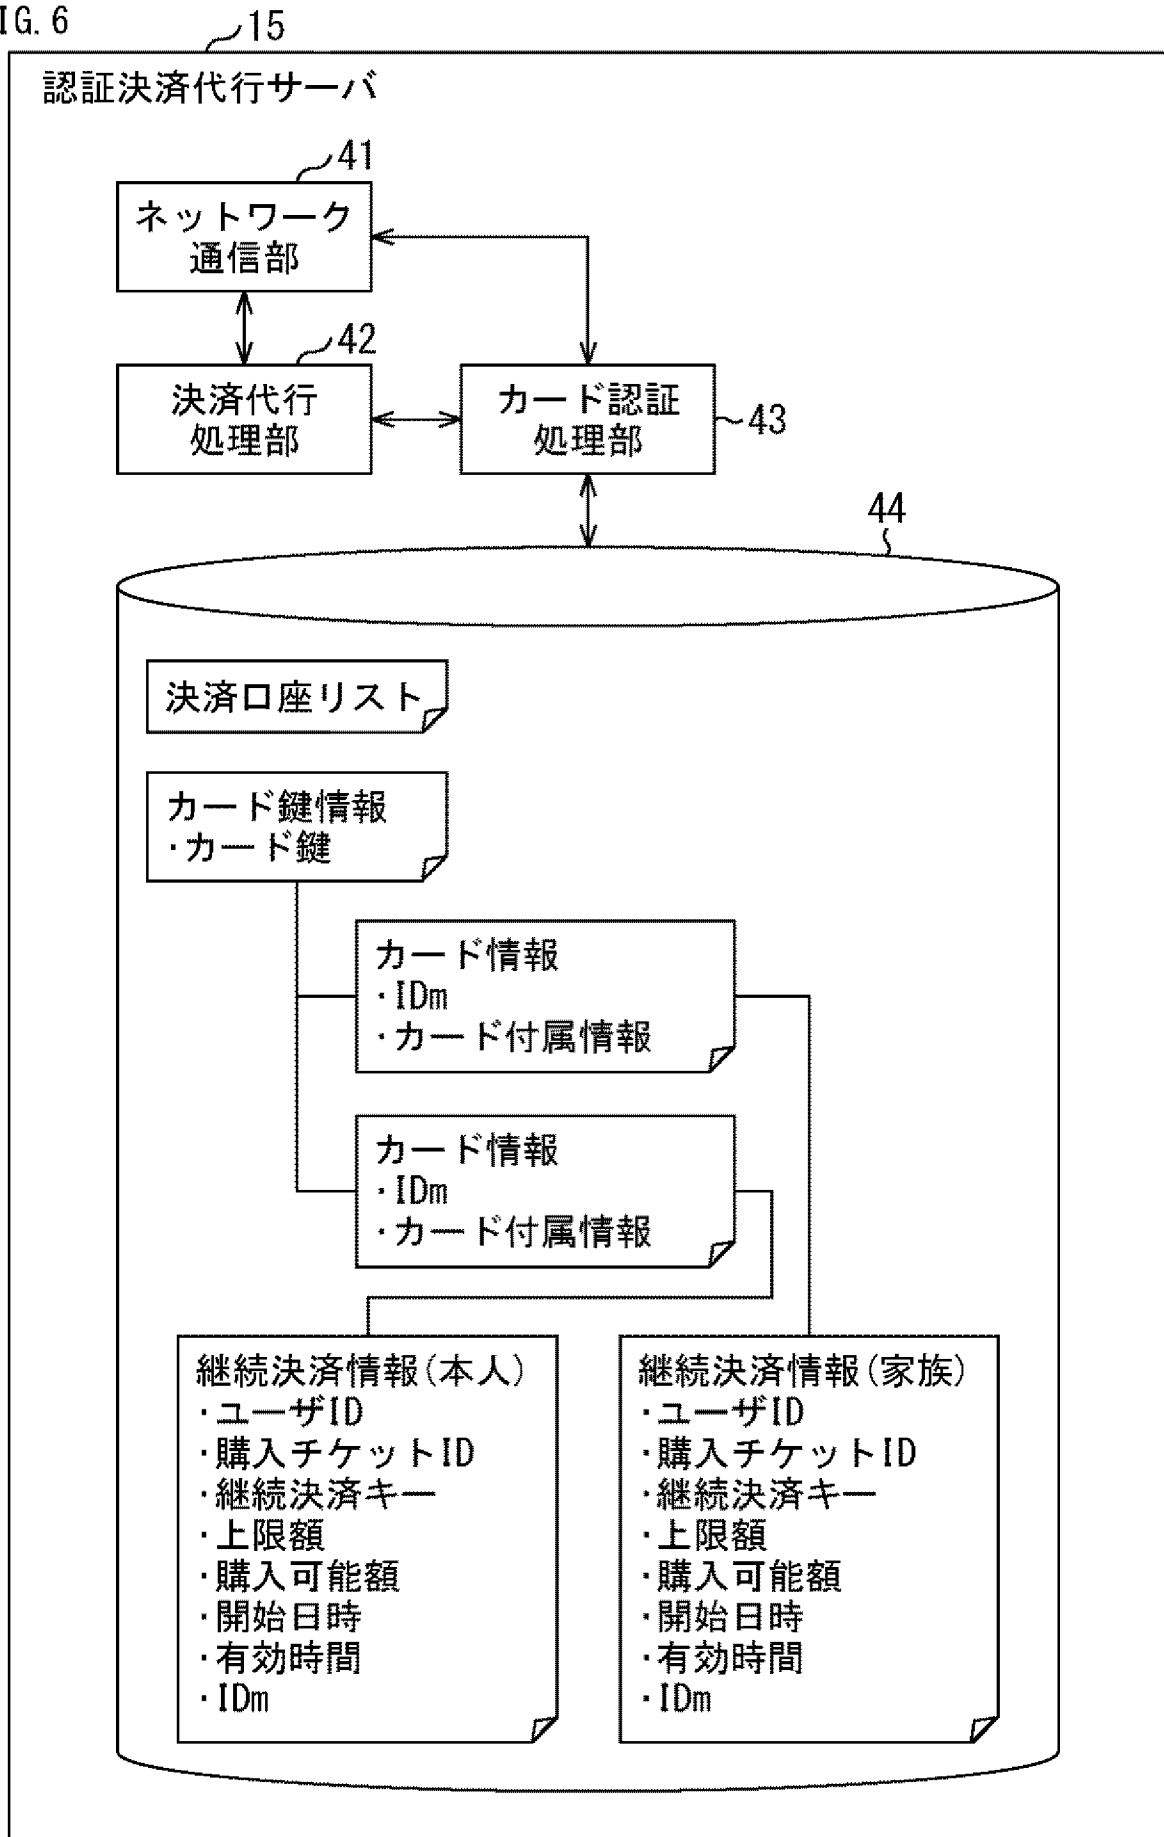 IG.6
15
認証決済代行サーバ
41
ネットワーク
通信部
42
決済代行
処理部
カード認証
処理部
43
44
決済口座リスト
カード鍵情報
・カード鍵
カード情報
・IDm
・カード付属情報
カード情報
・IDm
・カード付属情報
継続決済情報(本人)
・ユーザID
・購入チケットID
・継続決済キー
・上限額
・購入可能額
・開始日時
・有効時間
・IDm
継続決済情報(家族)
・ユーザID
・購入チケットID
・継続決済キー
・上限額
・購入可能額
・開始日時
・有効時間
・IDm